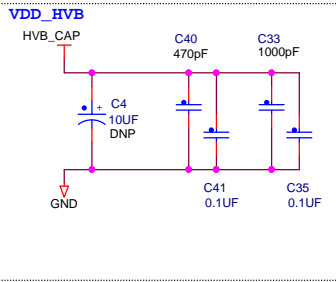 VDD_HVB
HVB_CAP
C40
470pF
C33
1000pF
+
C4
10UF
DNP
C41
0.1UF
C35
0.1UF
GND